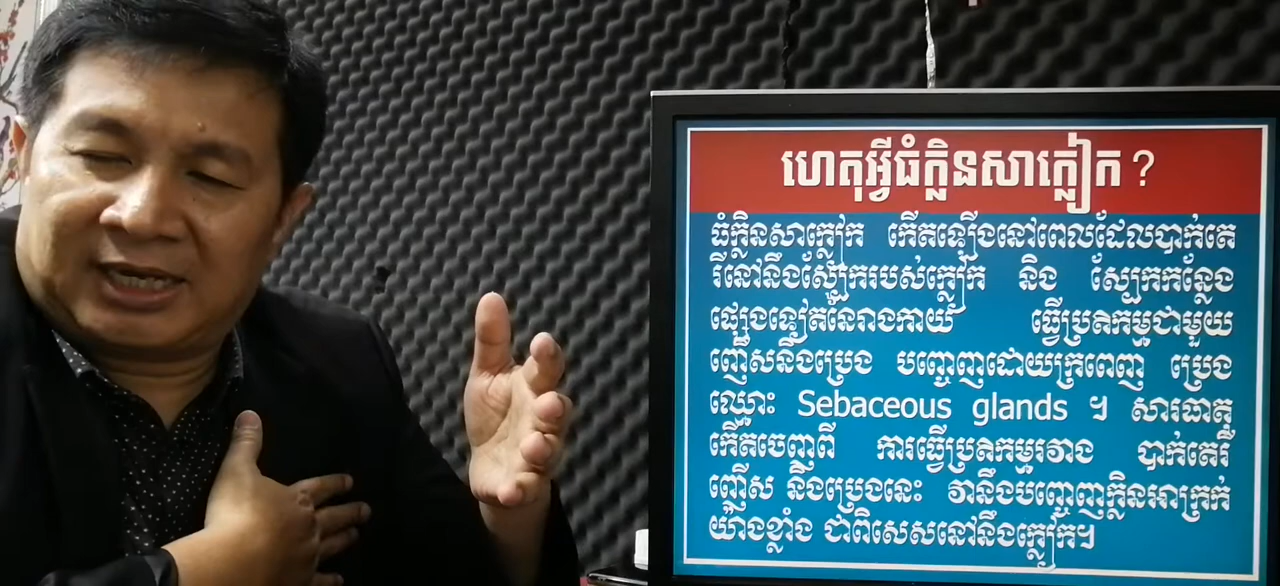 ហេតុអ្វីធំក្លិនសាក្លៀក ?
ធំក្លិនសាក្លៀក កើតឡើងនៅពេលដែលបាក់តេ
រីនៅនឹងស្បែករបស់ក្លៀក និង ស្បែកកន្លែង
ផ្សេងទៀតនៃរាងកាយ ធ្វើប្រតិកម្មជាមួយ
ញើសនឹងប្រេង បញ្ចេញដោយក្រពេញ ប្រេង
ឈ្មោះ Sebaceous glands ។ សារធាតុ
កើតចេញពី ការធ្វើប្រតិកម្មរវាង បាក់តេរី
ញើស និងប្រេងនេះ វានឹងបញ្ចេញក្លិនអាក្រក់
យ៉ាងខ្លាំង ជាពិសេសនៅនឹងក្លៀក។